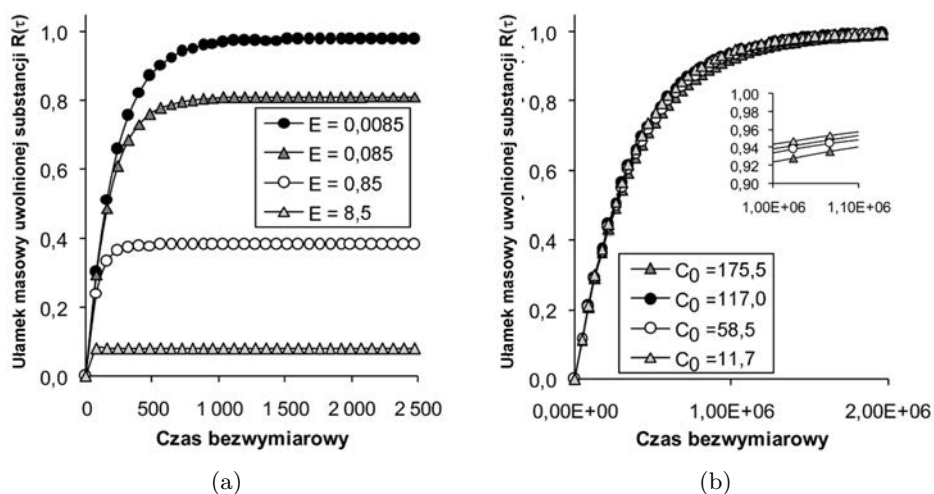 Ułamek masowy uwolnionej substancji R(τ)
1,0
0,8
0,6
0,4
0,2
0,0
E = 0,0085
E = 0,085
E = 0,85
E = 8,5
0
500
1 000
1 500
2 000
2 500
Czas bezwymiarowy
(a)
Ułamek masowy uwolnionej substancji R(τ)
1,0
0,8
0,6
0,4
0,2
0,0
1,00
0,98
0,96
0,94
0,92
0,90
1,00E+06
1,10E+06
C0 =175,5
C0 =117,0
C0 =58,5
C0 =11,7
0,00E+00
1,00E+06
2,00E+06
Czas bezwymiarowy
(b)